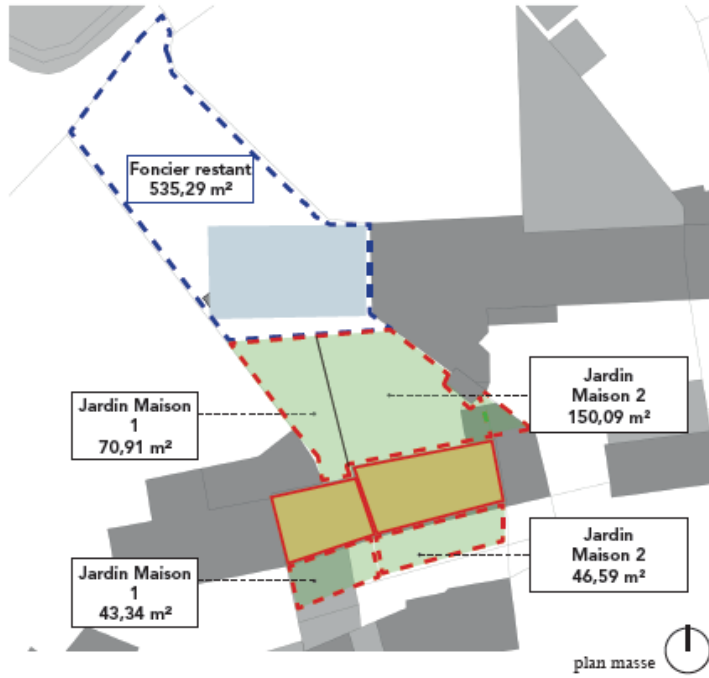 Foncier restant
535,29 m²
Jardin Maison
1
70,91 m²
Jardin
Maison 2
150,09 m²
Jardin Maison
1
43,34 m²
Jardin
Maison 2
46,59 m²
plan masse